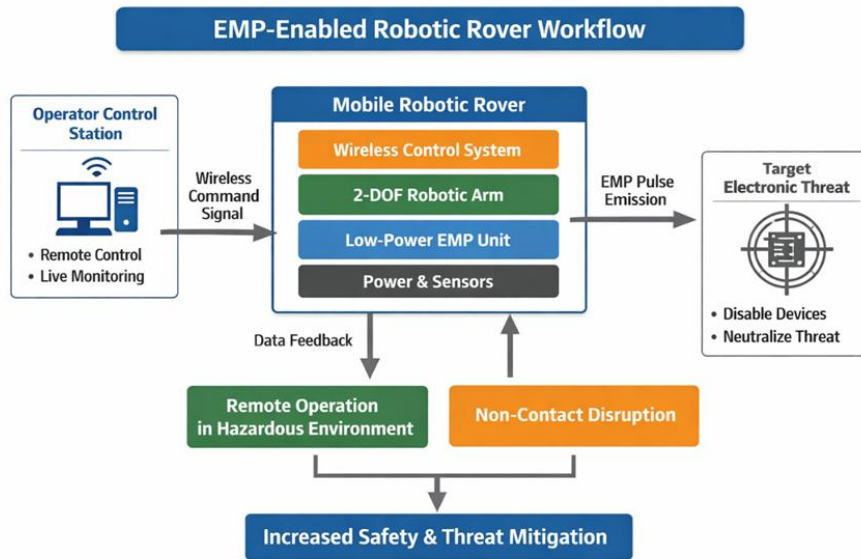 EMP-Enabled Robotic Rover Workflow
Operator Control
Station
• Remote Control
• Live Monitoring
Wireless
Command
Signal
Mobile Robotic Rover
Wireless Control System
2-DOF Robotic Arm
Low-Power EMP Unit
Power & Sensors
EMP Pulse
Emission
Target
Electronic Threat
• Disable Devices
• Neutralize Threat
Data Feedback
Remote Operation
in Hazardous Environment
Non-Contact Disruption
Increased Safety & Threat Mitigation